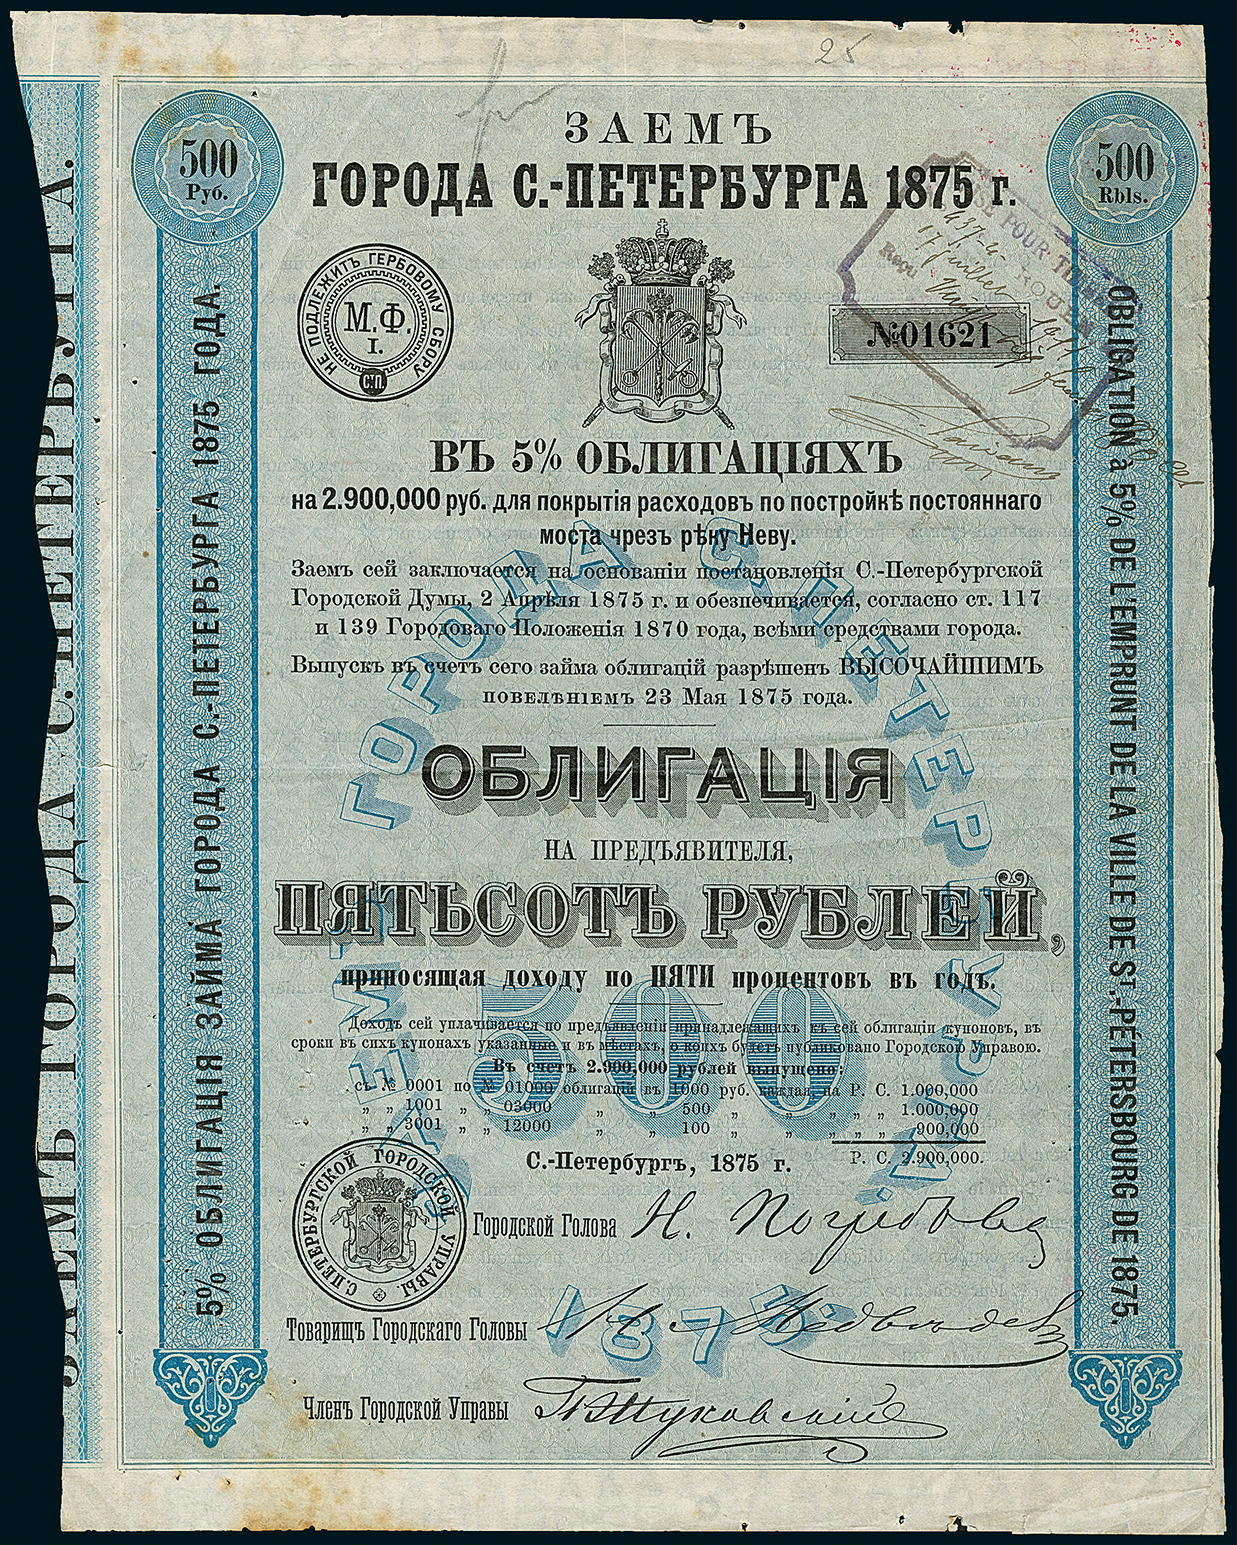 25
ЗАЕМЪ
ГОРОДА С.-ПЕТЕРБУРГА 1875 г.
500
Руб.
500
Rbls.
НЕ ПОДЛЕЖИТЪ ГЕРБОВОМУ СБОРУ
М.Ф.
I.
С.П.
POUR
ROUEN
Reçu
№01621
ВЪ 5% ОБЛИГАЦІЯХЪ
на 2.900,000 руб. для покрытія расходовъ по постройкѣ постояннаго
моста чрезъ рѣку Неву.
Заемъ сей заключается на основаніи постановленія С.-Петербургской
Городской Думы, 2 Апрѣля 1875 г. и обезпечивается, согласно ст. 117
и 139 Городоваго Положенія 1870 года, всѣми средствами города.
Выпускъ въ счетъ сего займа облигацій разрѣшенъ ВЫСОЧАЙШИМЪ
повелѣніемъ 23 Мая 1875 года.
ОБЛИГАЦІЯ
НА ПРЕДЪЯВИТЕЛЯ,
ПЯТЬСОТЪ РУБЛЕЙ,
приносящая доходу по ПЯТИ процентовъ въ годъ.
Доходъ сей уплачивается по предъявленіи принадлежащихъ къ сей облигаціи купоновъ, въ
сроки въ сихъ купонахъ указанные и въ мѣстахъ, о коихъ будетъ публиковано Городскою Управою.
Въ счетъ 2.900,000 рублей выпущено:
съ № 0001 по № 01000 облигацій въ 1000 руб. каждая, на Р. С. 1.000,000
„ „ 1001 „ „ 03000 „ „ 500 „ „ „ „ „ 1.000,000
„ „ 3001 „ „ 12000 „ „ 100 „ „ „ „ „ 900,000
С.-Петербургъ, 1875 г. Р. С. 2.900,000.
С.ПЕТЕРБУРГСКОЙ ГОРОДСКОЙ УПРАВЫ
Городской Голова Н. Погребовъ
Товарищъ Городскаго Головы
Членъ Городской Управы
ЗАЕМЪ ГОРОДА С. ПЕТЕРБУРГА
500
1875.
5% ОБЛИГАЦІЯ ЗАЙМА ГОРОДА С.-ПЕТЕРБУРГА 1875 ГОДА.
OBLIGATION à 5% DE L'EMPRUNT DE LA VILLE DE ST.-PÉTERSBOURG DE 1875.
ЗАЕМЪ ГОРОДА С. ПЕТЕРБУРГА.